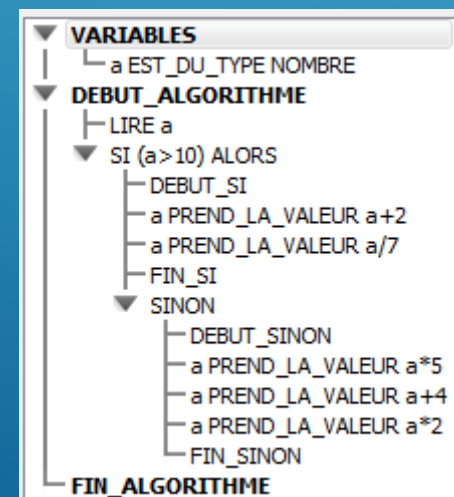 VARIABLES
a EST_DU_TYPE NOMBRE
DEBUT_ALGORITHME
LIRE a
SI (a>10) ALORS
DEBUT_SI
a PREND_LA_VALEUR a+2
a PREND_LA_VALEUR a/7
FIN_SI
SINON
DEBUT_SINON
a PREND_LA_VALEUR a*5
a PREND_LA_VALEUR a+4
a PREND_LA_VALEUR a*2
FIN_SINON
FIN_ALGORITHME